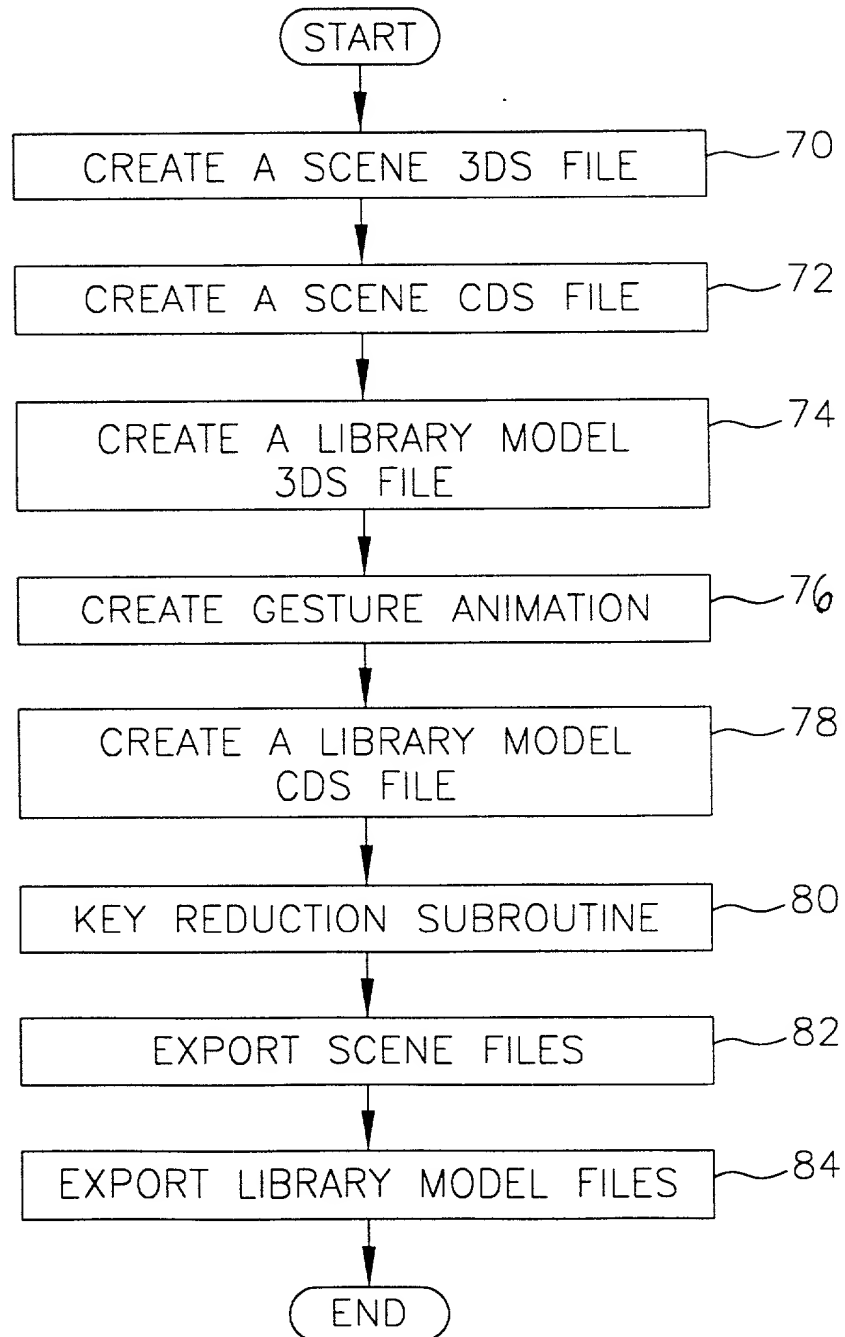 START
CREATE A SCENE 3DS FILE
70
CREATE A SCENE CDS FILE
72
CREATE A LIBRARY MODEL
3DS FILE
74
CREATE GESTURE ANIMATION
76
CREATE A LIBRARY MODEL
CDS FILE
78
KEY REDUCTION SUBROUTINE
80
EXPORT SCENE FILES
82
EXPORT LIBRARY MODEL FILES
84
END